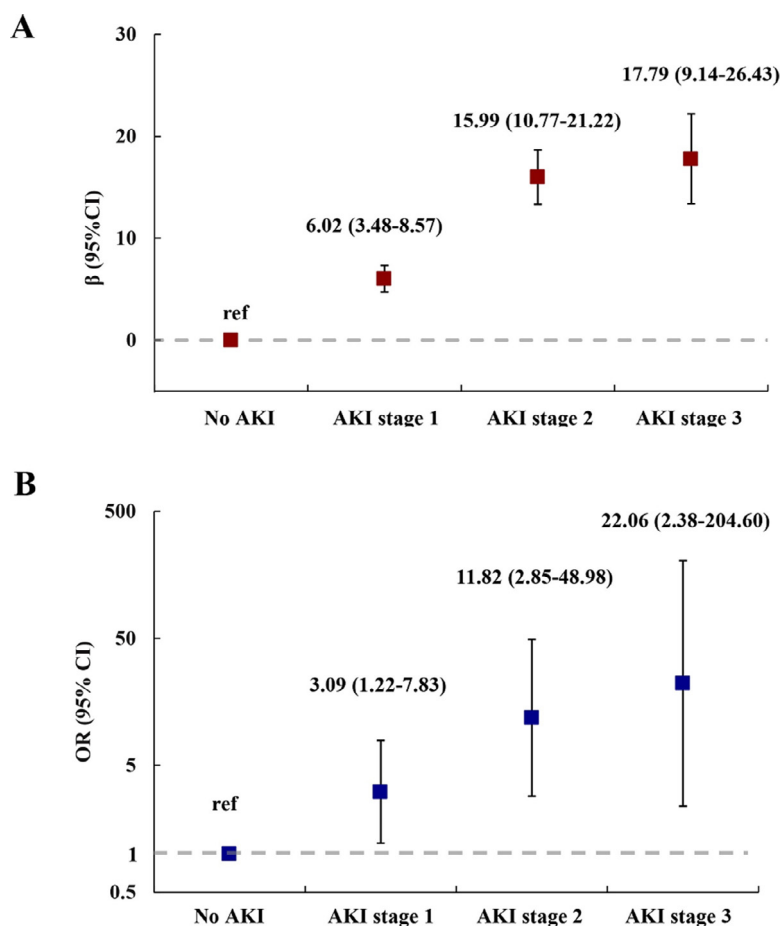 A
30
20
10
0
β (95%CI)
ref
6.02 (3.48-8.57)
15.99 (10.77-21.22)
17.79 (9.14-26.43)
No AKI
AKI stage 1
AKI stage 2
AKI stage 3
B
500
50
5
1
0.5
OR (95% CI)
ref
3.09 (1.22-7.83)
11.82 (2.85-48.98)
22.06 (2.38-204.60)
No AKI
AKI stage 1
AKI stage 2
AKI stage 3